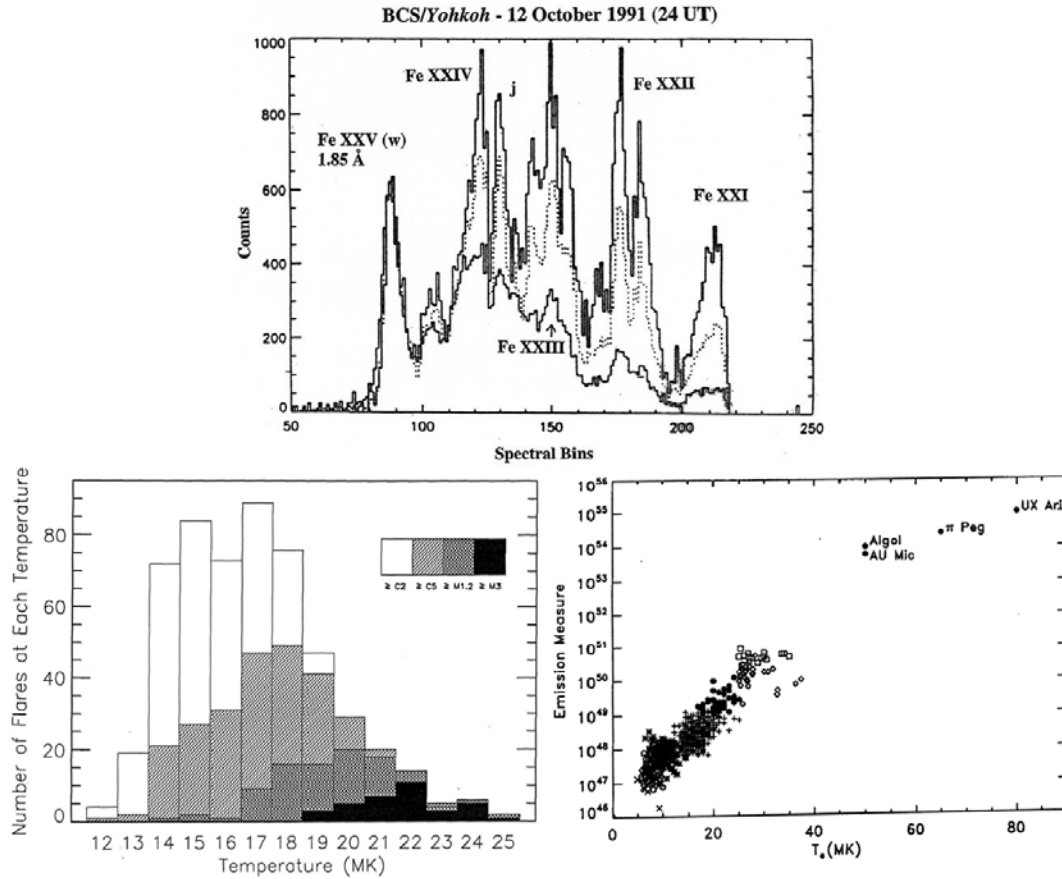 BCS/Yohkoh - 12 October 1991 (24 UT)
1000
800
600
400
200
0
Counts
Fe XXV (w)
1.85 Å
Fe XXIV
j
Fe XXII
Fe XXI
Fe XXIII
50
100
150
200
250
Spectral Bins
80
60
40
20
0
Number of Flares at Each Temperature
≥ C2
≥ C5
≥ M1.2
≥ M3
12
13
14
15
16
17
18
19
20
21
22
23
24
25
Temperature (MK)
10^56
10^55
10^54
10^53
10^52
10^51
10^50
10^49
10^48
10^47
10^46
Emission Measure
UX Ari
π Peg
Algol
AU Mic
0
20
40
60
80
Te(MK)